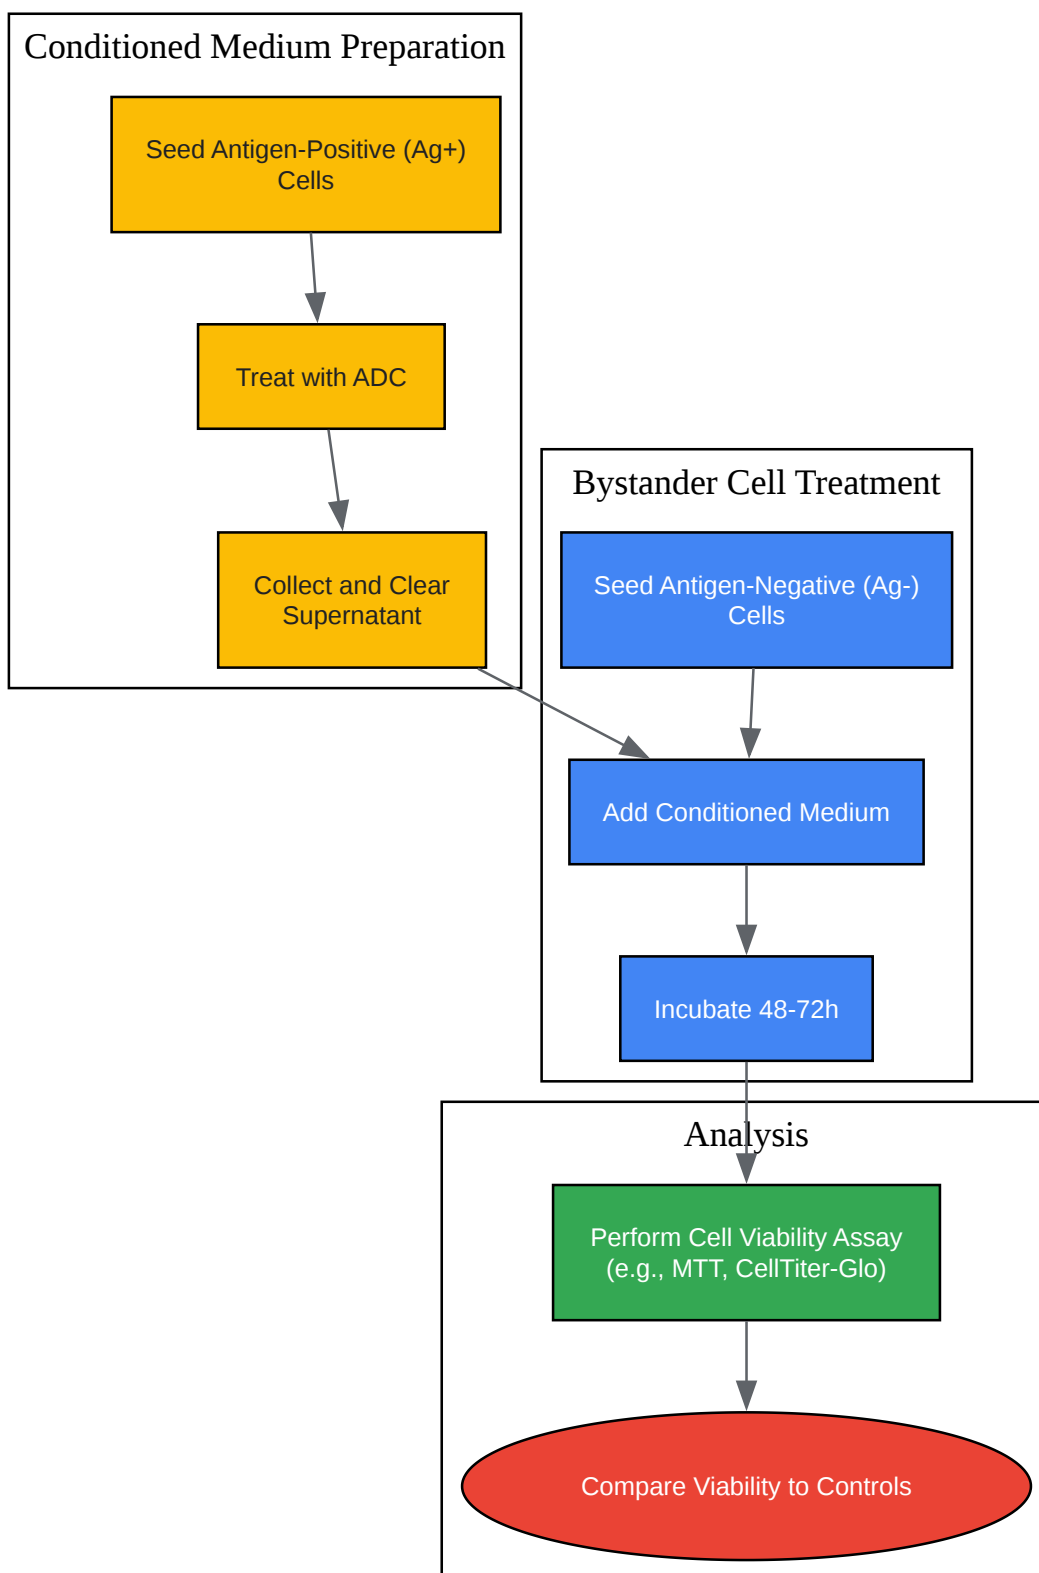 Conditioned Medium Preparation
Seed Antigen-Positive (Ag+)
Cells
Treat with ADC
Collect and Clear
Supernatant
Bystander Cell Treatment
Seed Antigen-Negative (Ag-)
Cells
Add Conditioned Medium
Incubate 48-72h
Analysis
Perform Cell Viability Assay
(e.g., MTT, CellTiter-Glo)
Compare Viability to Controls